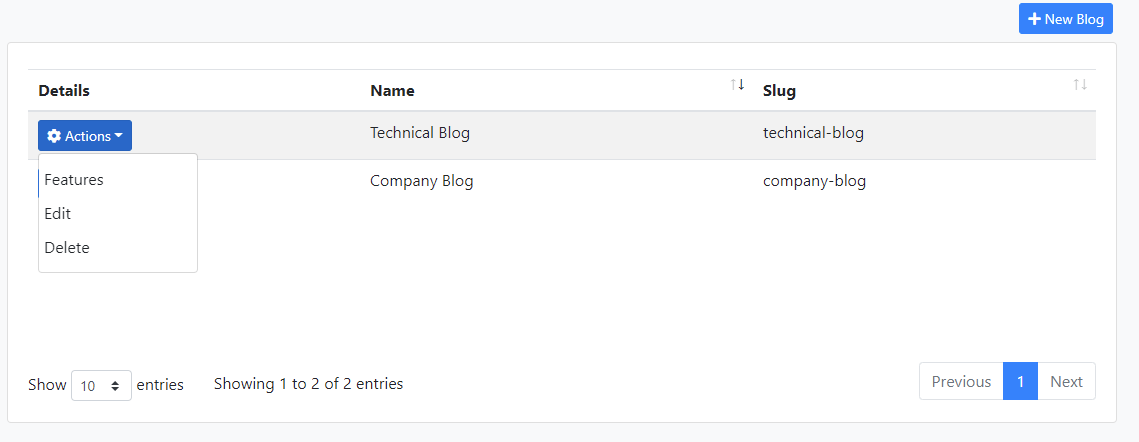 New Blog
Details Name Slug
Actions Technical Blog technical-blog
Features Company Blog company-blog
Edit
Delete
Show 10 entries Showing 1 to 2 of 2 entries Previous 1 Next